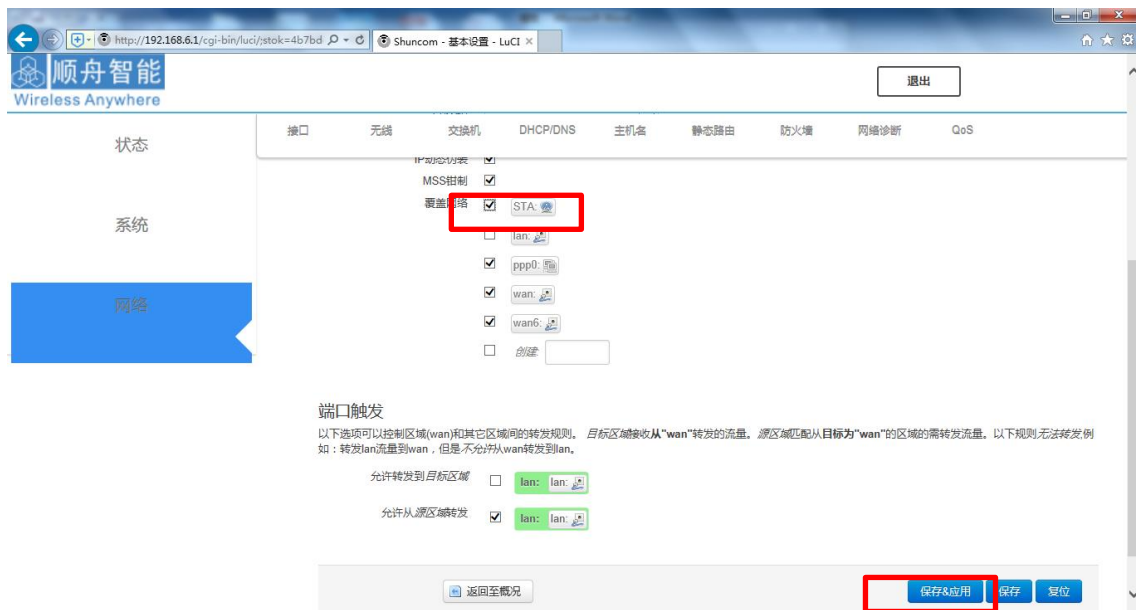 http://192.168.6.1/cgi-bin/luci/;stok=4b7bd
Shuncom - 基本设置 - LuCI
顺舟智能
Wireless Anywhere
退出
接口 无线 交换机 DHCP/DNS 主机名 静态路由 防火墙 网络诊断 QoS
状态
系统
网络
IP动态伪装
MSS钳制
覆盖网络 STA:
lan:
ppp0:
wan:
wan6:
创建:
端口触发
以下选项可以控制区域(wan)和其它区域间的转发规则。 目标区域接收从"wan"转发的流量。源区域匹配从目标为"wan"的区域的需转发流量。以下规则无法转发,例
如：转发lan流量到wan，但是不允许从wan转发到lan。
允许转发到目标区域 lan: lan:
允许从源区域转发 lan: lan:
返回至概况 保存&应用 保存 复位